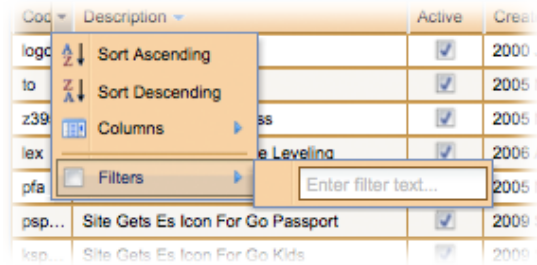 Coc Description Active Creat
logo 2000
Sort Ascending
to 2005
Sort Descending
z39 ss 2005
Columns
lex e Leveling 2006
Filters
Enter filter text...
pfa 2005
psp... Site Gets Es Icon For Go Passport 2009
ksp... Site Gets Es Icon For Go Kids 2009